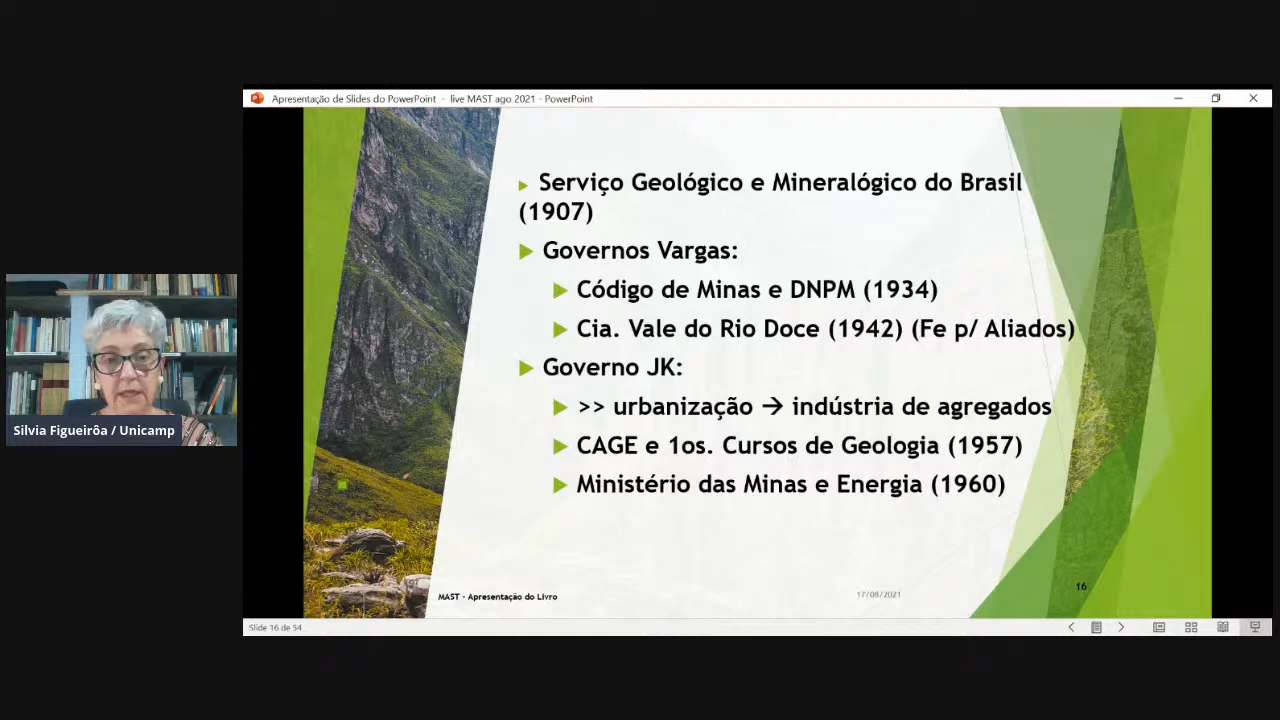 Apresentação de Slides do PowerPoint - live MAST ago 2021 - PowerPoint
Serviço Geológico e Mineralógico do Brasil
(1907)
Governos Vargas:
Código de Minas e DNPM (1934)
Cia. Vale do Rio Doce (1942) (Fe p/ Aliados)
Governo JK:
>> urbanização → indústria de agregados
CAGE e 1os. Cursos de Geologia (1957)
Ministério das Minas e Energia (1960)
Silvia Figueirôa / Unicamp
MAST - Apresentação do Livro
17/08/2021
16
Slide 16 de 54